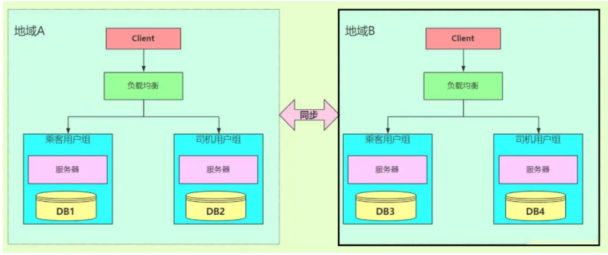 地域A
Client
负载均衡
乘客用户组
司机用户组
服务器
服务器
DB1
DB2
同步
地域B
Client
负载均衡
乘客用户组
司机用户组
服务器
服务器
DB3
DB4